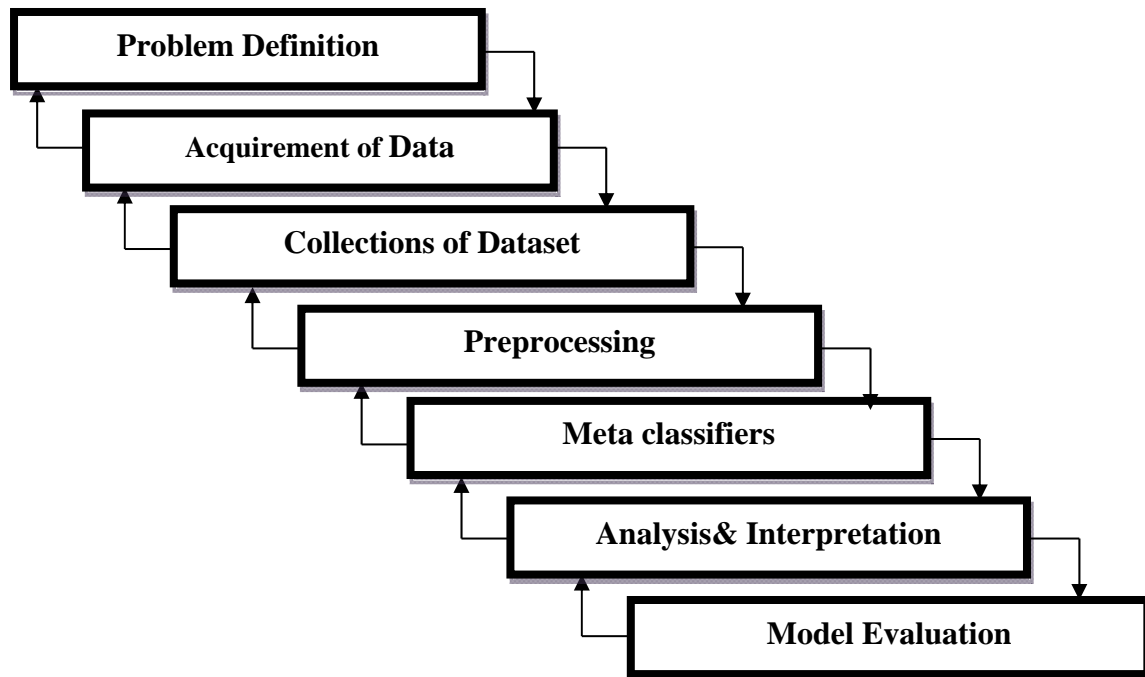 Problem Definition
Acquirement of Data
Collections of Dataset
Preprocessing
Meta classifiers
Analysis& Interpretation
Model Evaluation